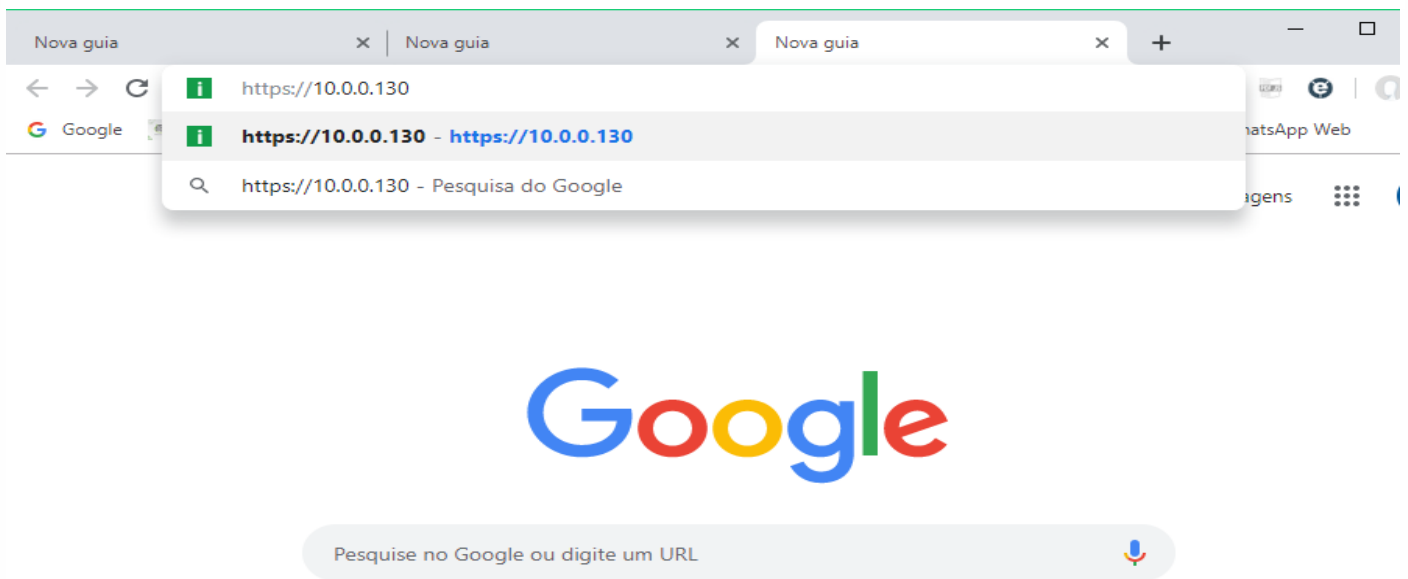 Nova guia Nova guia Nova guia
https://10.0.0.130
G Google hatsApp Web
https://10.0.0.130 - https://10.0.0.130
https://10.0.0.130 - Pesquisa do Google
agens
Google
Pesquise no Google ou digite um URL